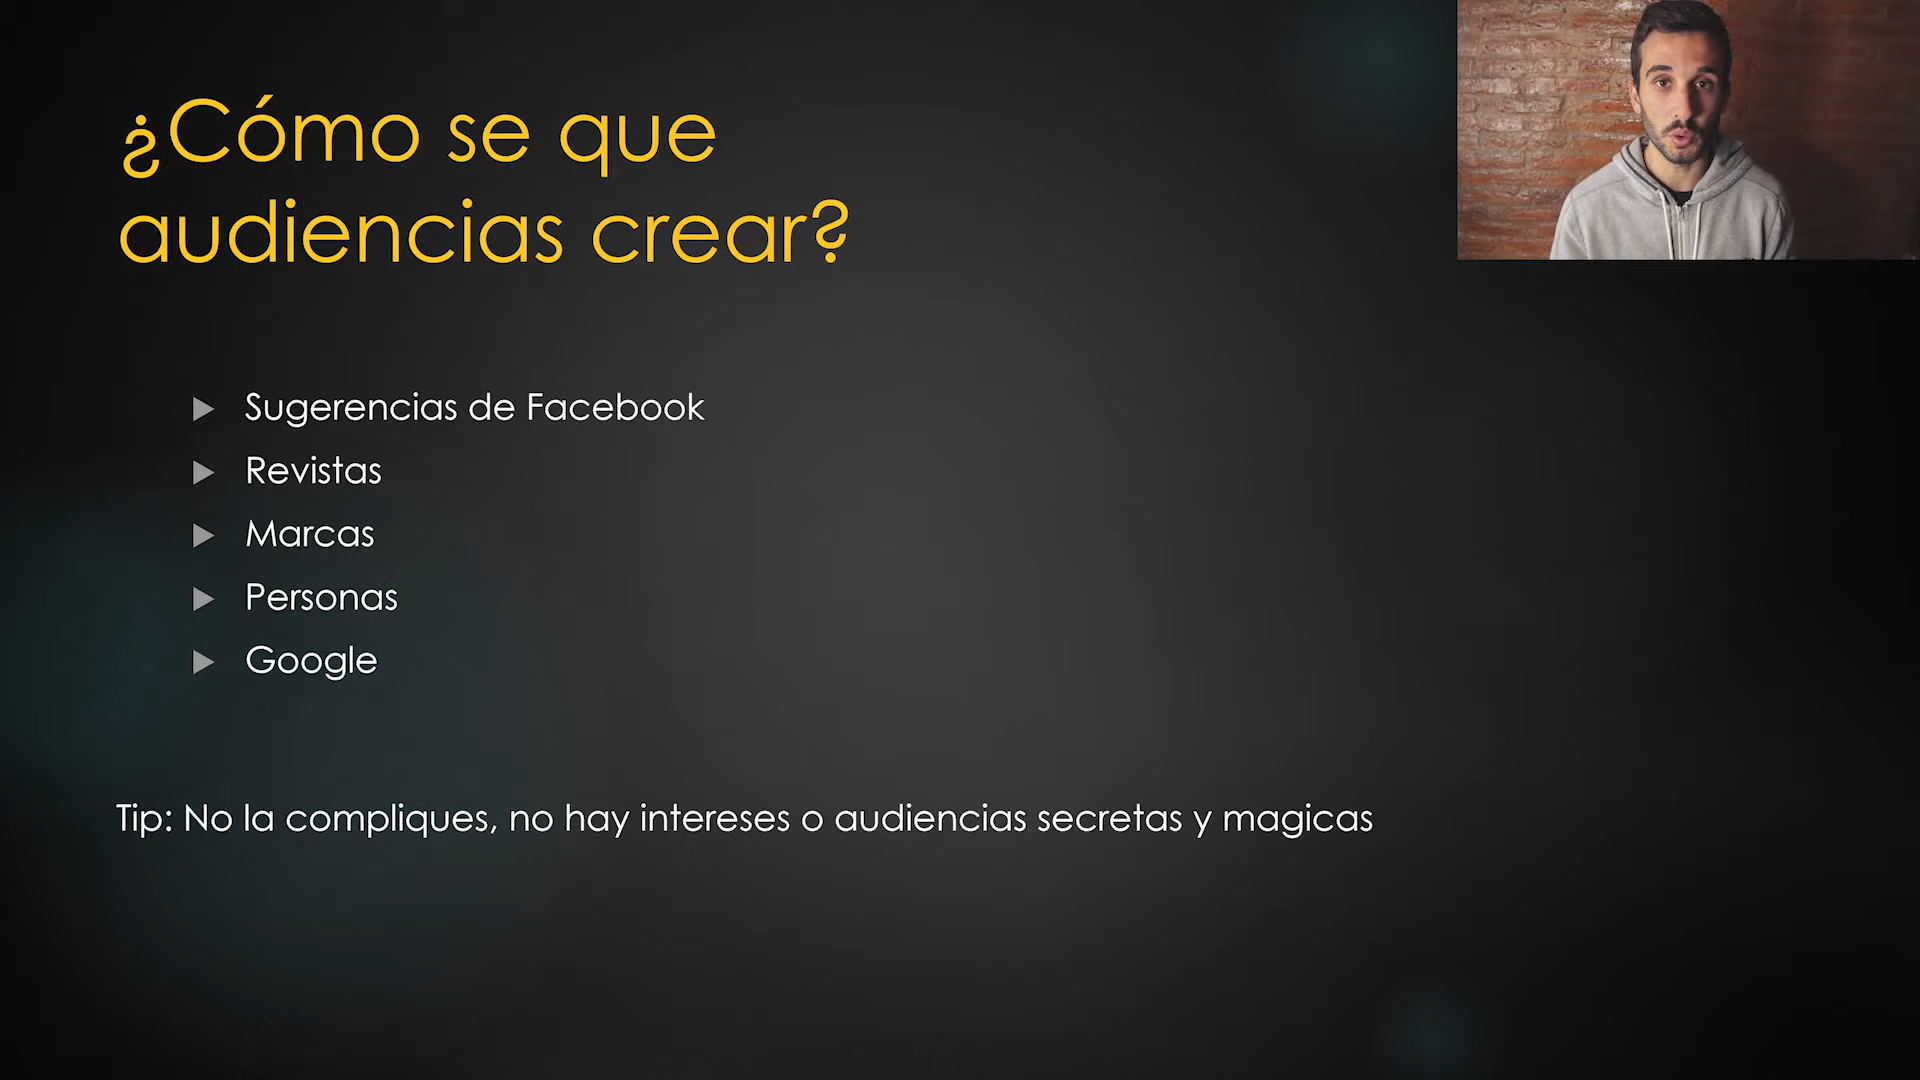 ¿Cómo se que
audiencias crear?
Sugerencias de Facebook
Revistas
Marcas
Personas
Google
Tip: No la compliques, no hay intereses o audiencias secretas y magicas